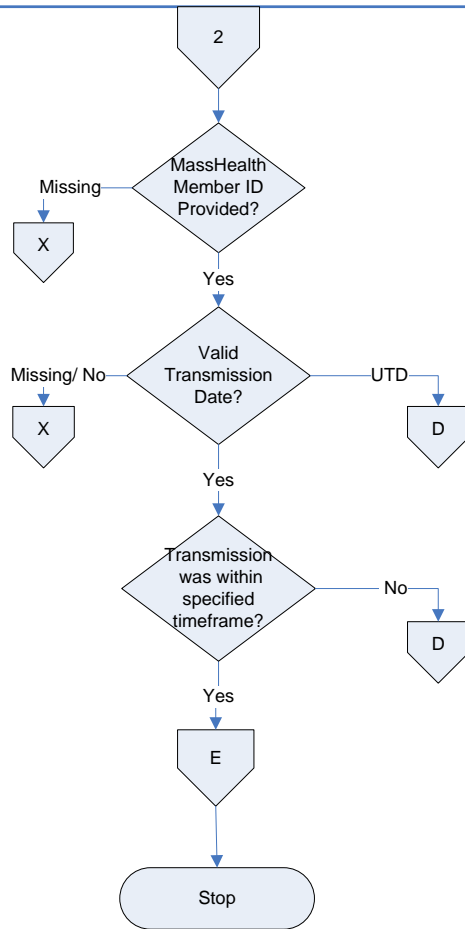 2
MassHealth
Member ID
Provided?
Missing
X
Yes
Valid
Transmission
Date?
Missing/ No
UTD
X
D
Yes
Transmission
was within
specified
timeframe?
No
D
Yes
E
Stop